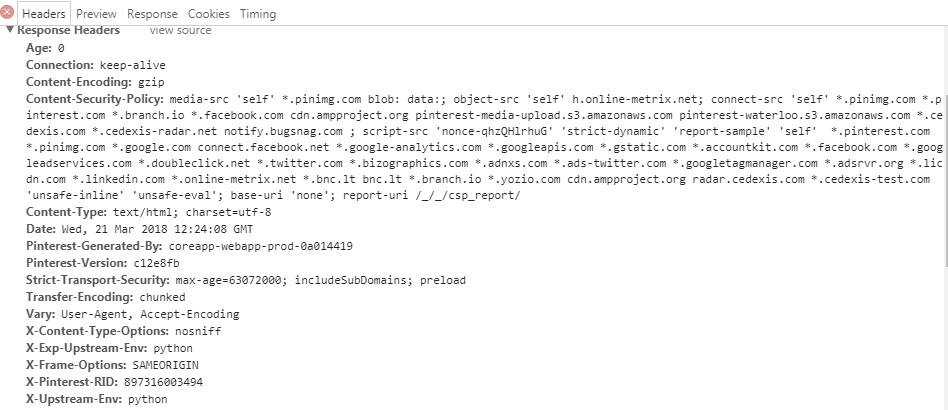 Headers Preview Response Cookies Timing
Response Headers view source
Age: 0
Connection: keep-alive
Content-Encoding: gzip
Content-Security-Policy: media-src 'self' *.pinimg.com blob: data:; object-src 'self' h.online-metrix.net; connect-src 'self' *.pinimg.com *.p
interest.com *.branch.io *.facebook.com cdn.ampproject.org pinterest-media-upload.s3.amazonaws.com pinterest-waterloo.s3.amazonaws.com *.ce
dexis.com *.cedexis-radar.net notify.bugsnag.com ; script-src 'nonce-qhzQHlrhuG' 'strict-dynamic' 'report-sample' 'self'  *.pinterest.com
*.pinimg.com *.google.com connect.facebook.net *.google-analytics.com *.googleapis.com *.gstatic.com *.accountkit.com *.facebook.com *.goog
leadservices.com *.doubleclick.net *.twitter.com *.bizographics.com *.adnxs.com *.ads-twitter.com *.googletagmanager.com *.adsrvr.org *.lic
dn.com *.linkedin.com *.online-metrix.net *.bnc.lt bnc.lt *.branch.io *.yozio.com cdn.ampproject.org radar.cedexis.com *.cedexis-test.com
'unsafe-inline' 'unsafe-eval'; base-uri 'none'; report-uri /_/_/csp_report/
Content-Type: text/html; charset=utf-8
Date: Wed, 21 Mar 2018 12:24:08 GMT
Pinterest-Generated-By: coreapp-webapp-prod-0a014419
Pinterest-Version: c12e8fb
Strict-Transport-Security: max-age=63072000; includeSubDomains; preload
Transfer-Encoding: chunked
Vary: User-Agent, Accept-Encoding
X-Content-Type-Options: nosniff
X-Exp-Upstream-Env: python
X-Frame-Options: SAMEORIGIN
X-Pinterest-RID: 897316003494
X-Upstream-Env: python